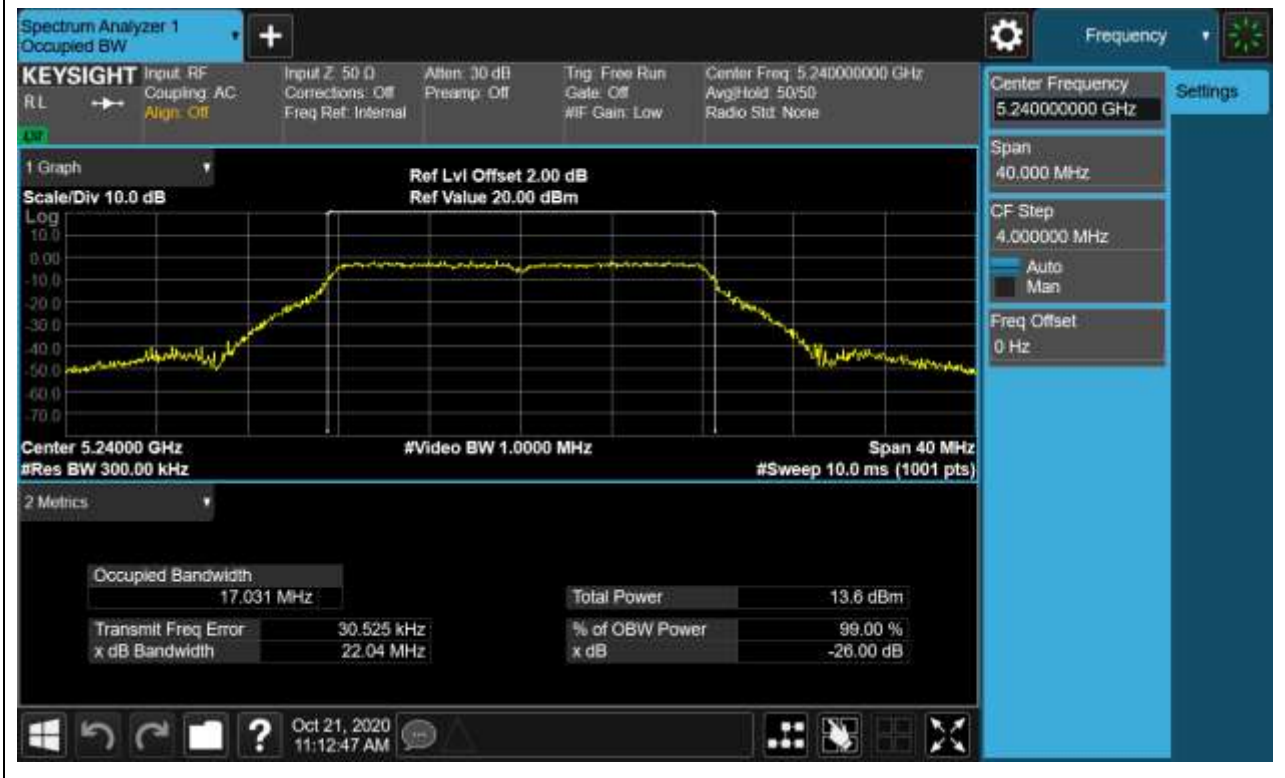 Spectrum Analyzer 1
Occupied BW
Frequency
KEYSIGHT
RL
Input: RF
Coupling: AC
Align: Off
Input Z: 50 Ω
Corrections: Off
Freq Ref: Internal
Atten: 30 dB
Preamp: Off
Trig: Free Run
Gate: Off
#IF Gain: Low
Center Freq: 5.240000000 GHz
Avg|Hold: 50/50
Radio Std: None
Center Frequency
5.240000000 GHz
Settings
Span
40.000 MHz
CF Step
4.000000 MHz
Auto
Man
Freq Offset
0 Hz
1 Graph
Scale/Div 10.0 dB
Ref Lvl Offset 2.00 dB
Ref Value 20.00 dBm
Log
10.0
0.00
-10.0
-20.0
-30.0
-40.0
-50.0
-60.0
-70.0
Center 5.24000 GHz
#Video BW 1.0000 MHz
Span 40 MHz
#Res BW 300.00 kHz
#Sweep 10.0 ms (1001 pts)
2 Metrics
Occupied Bandwidth
17.031 MHz
Total Power 13.6 dBm
Transmit Freq Error 30.525 kHz
% of OBW Power 99.00 %
x dB Bandwidth 22.04 MHz
x dB -26.00 dB
?
Oct 21, 2020
11:12:47 AM